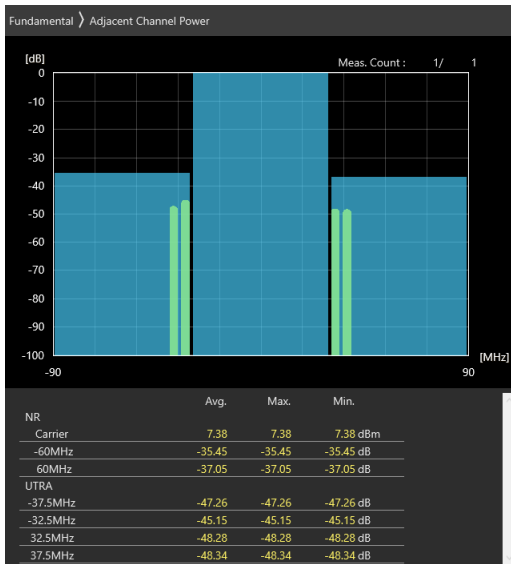 Fundamental 〉 Adjacent Channel Power
[dB]
Meas. Count : 1/ 1
0
-10
-20
-30
-40
-50
-60
-70
-80
-90
-100
[MHz]
-90 90
Avg. Max. Min.
NR
Carrier 7.38 7.38 7.38 dBm
-60MHz -35.45 -35.45 -35.45 dB
60MHz -37.05 -37.05 -37.05 dB
UTRA
-37.5MHz -47.26 -47.26 -47.26 dB
-32.5MHz -45.15 -45.15 -45.15 dB
32.5MHz -48.28 -48.28 -48.28 dB
37.5MHz -48.34 -48.34 -48.34 dB